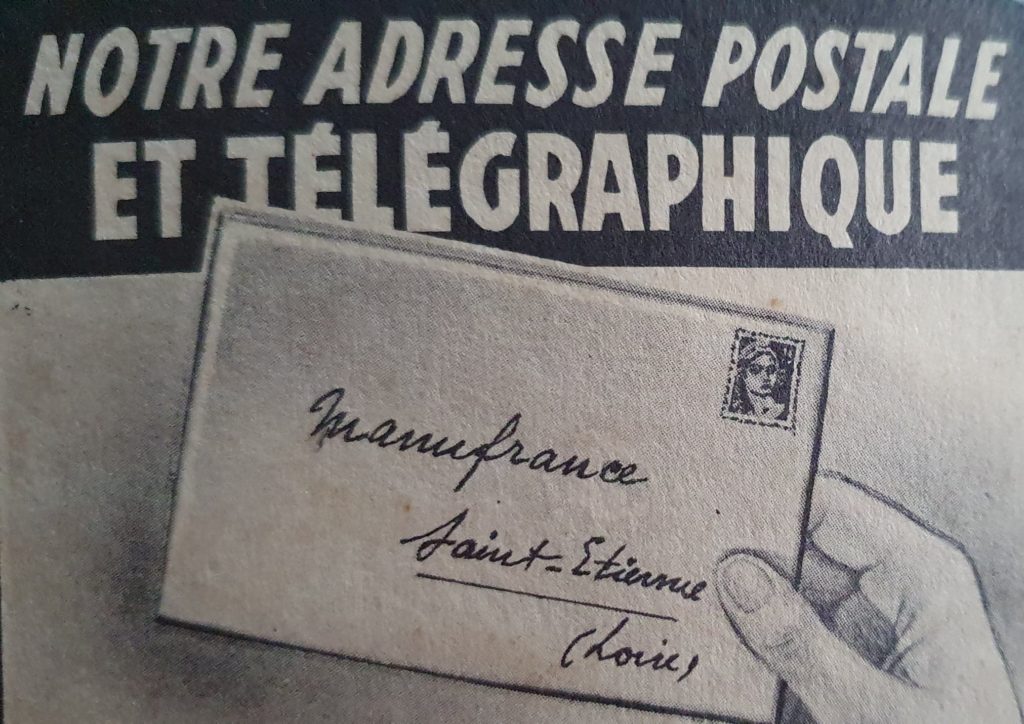 NOTRE ADRESSE POSTALE
ET TÉLÉGRAPHIQUE
Manufrance
Saint-Etienne
(Loire)